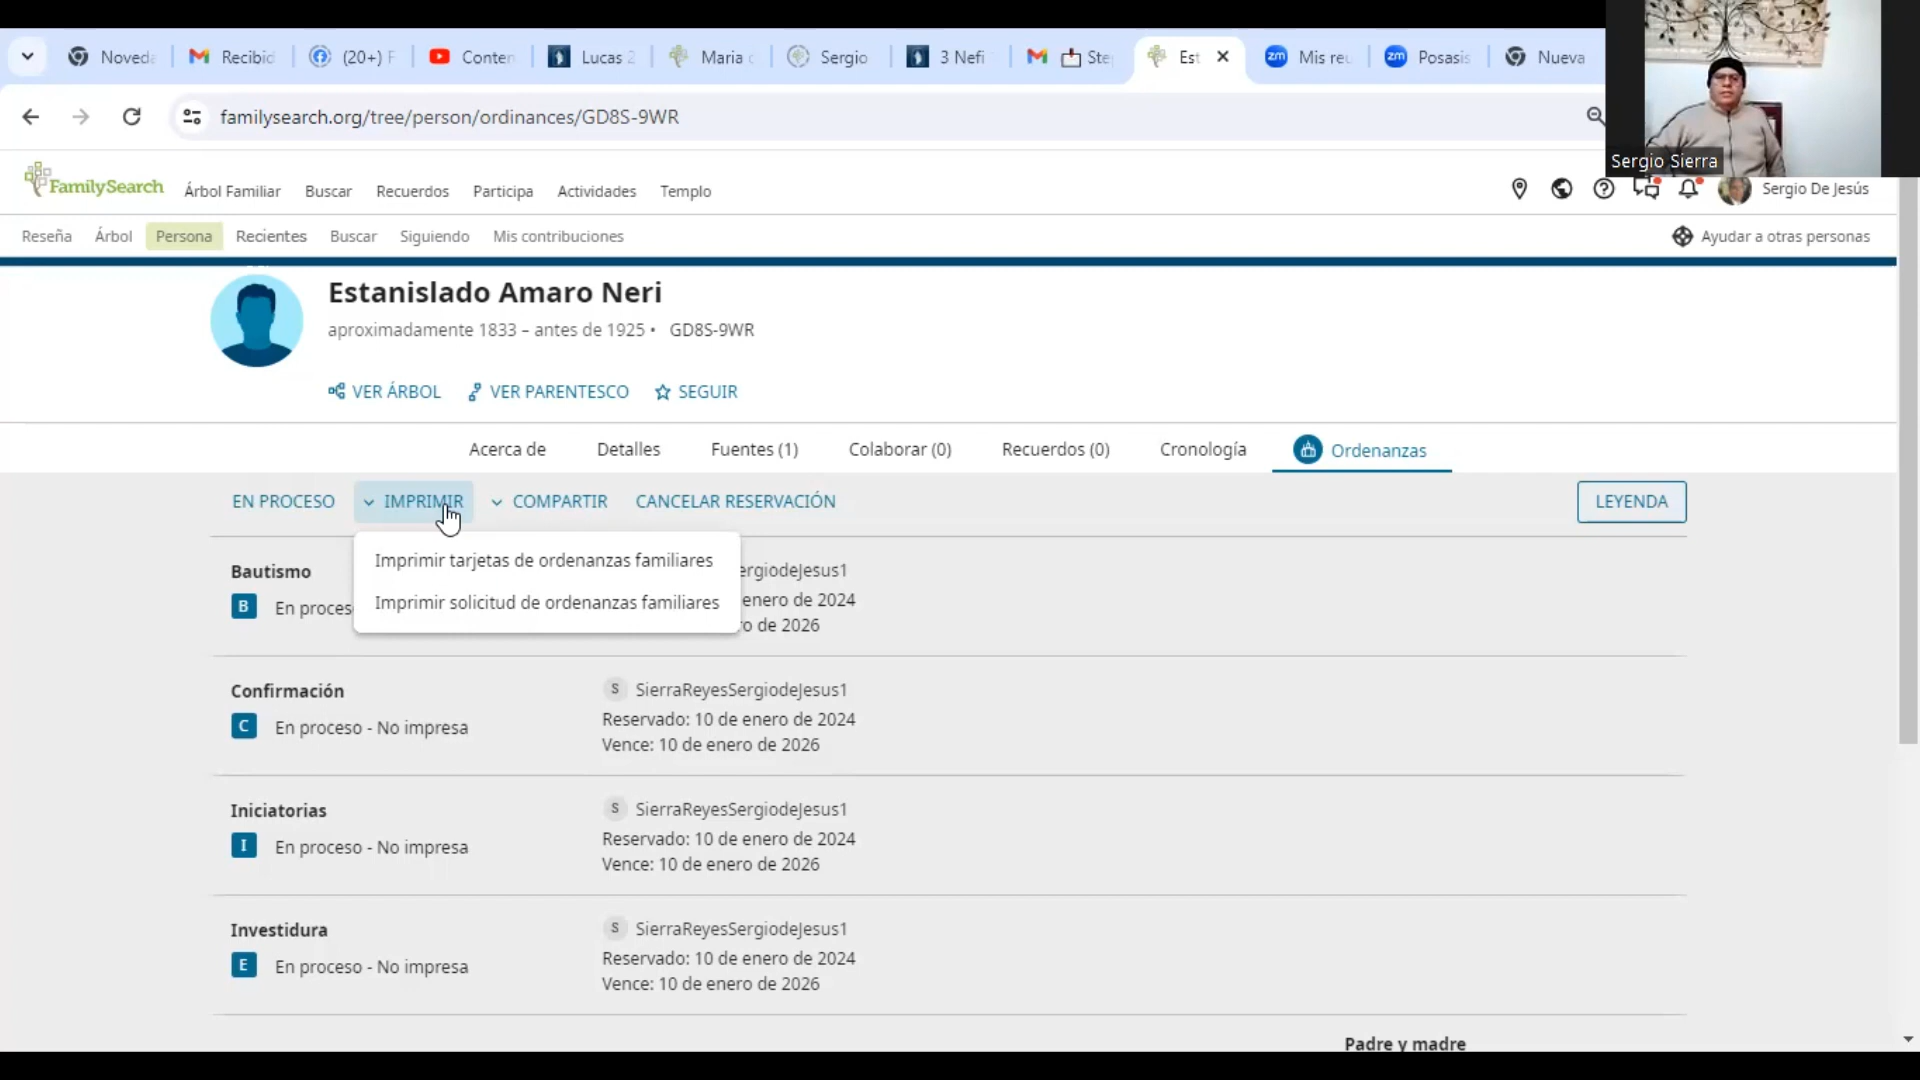 Noveda
Recibid
(20+) F
Conten
Lucas 2
Maria c
Sergio
3 Nefi
Ste
Est
Mis reu
Posasis
Nueva
familysearch.org/tree/person/ordinances/GD8S-9WR
Sergio Sierra
FamilySearch
Árbol Familiar
Buscar
Recuerdos
Participa
Actividades
Templo
Sergio De Jesús
Reseña
Árbol
Persona
Recientes
Buscar
Siguiendo
Mis contribuciones
Ayudar a otras personas
Estanislado Amaro Neri
aproximadamente 1833 – antes de 1925 • GD8S-9WR
VER ÁRBOL
VER PARENTESCO
SEGUIR
Acerca de
Detalles
Fuentes (1)
Colaborar (0)
Recuerdos (0)
Cronología
Ordenanzas
EN PROCESO
IMPRIMIR
COMPARTIR
CANCELAR RESERVACIÓN
LEYENDA
Imprimir tarjetas de ordenanzas familiares
Imprimir solicitud de ordenanzas familiares
Bautismo
B En proces
ergiodeJesus1
enero de 2024
ro de 2026
Confirmación
C En proceso - No impresa
S SierraReyesSergiodeJesus1
Reservado: 10 de enero de 2024
Vence: 10 de enero de 2026
Iniciatorias
I En proceso - No impresa
S SierraReyesSergiodeJesus1
Reservado: 10 de enero de 2024
Vence: 10 de enero de 2026
Investidura
E En proceso - No impresa
S SierraReyesSergiodeJesus1
Reservado: 10 de enero de 2024
Vence: 10 de enero de 2026
Padre y madre